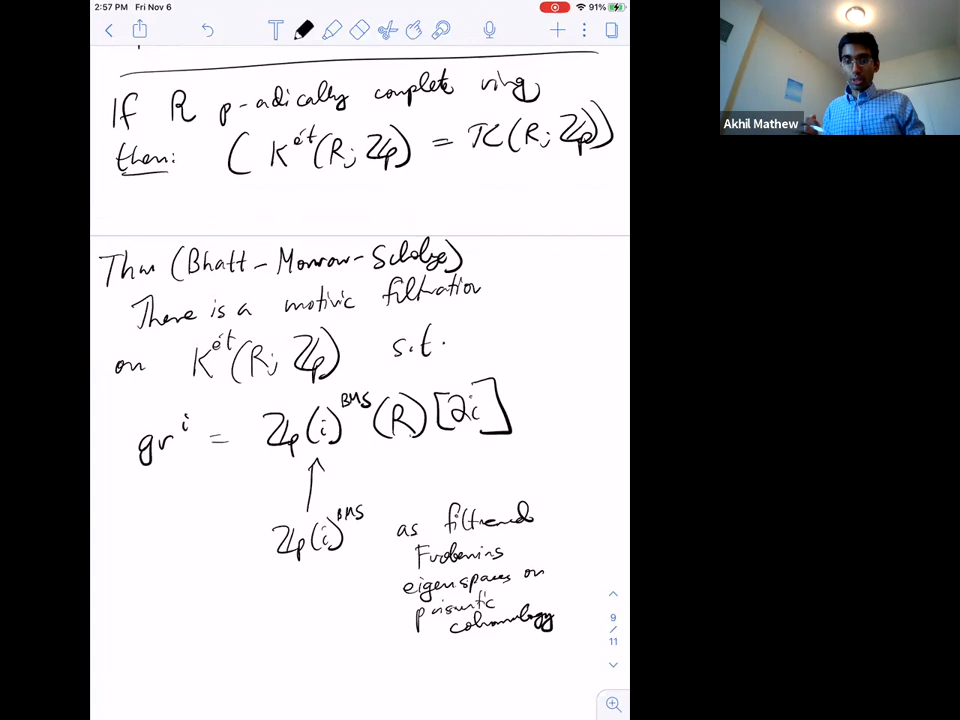 2:57 PM Fri Nov 6
91%
If R p-adically complete ring
then: ( K^ét(R; ℤp) = TC(R; ℤp))
Thm (Bhatt-Morrow-Scholze)
There is a motivic filtration
on K^ét(R; ℤp) s.t.
gr^i = ℤp(i)^BMS (R) [2i]
ℤp(i)^BMS as filtered
Frobenius
eigenspaces on
prismatic
cohomology
9
/
11
Akhil Mathew